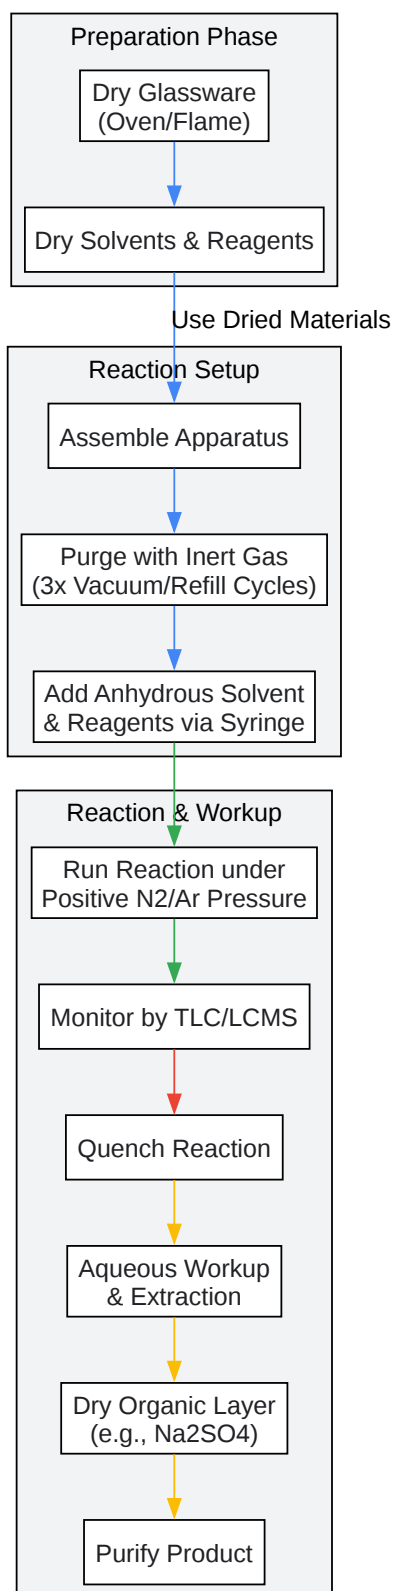 Preparation Phase
Dry Glassware
(Oven/Flame)
Dry Solvents & Reagents
Use Dried Materials
Reaction Setup
Assemble Apparatus
Purge with Inert Gas
(3x Vacuum/Refill Cycles)
Add Anhydrous Solvent
& Reagents via Syringe
Reaction & Workup
Run Reaction under
Positive N2/Ar Pressure
Monitor by TLC/LCMS
Quench Reaction
Aqueous Workup
& Extraction
Dry Organic Layer
(e.g., Na2SO4)
Purify Product